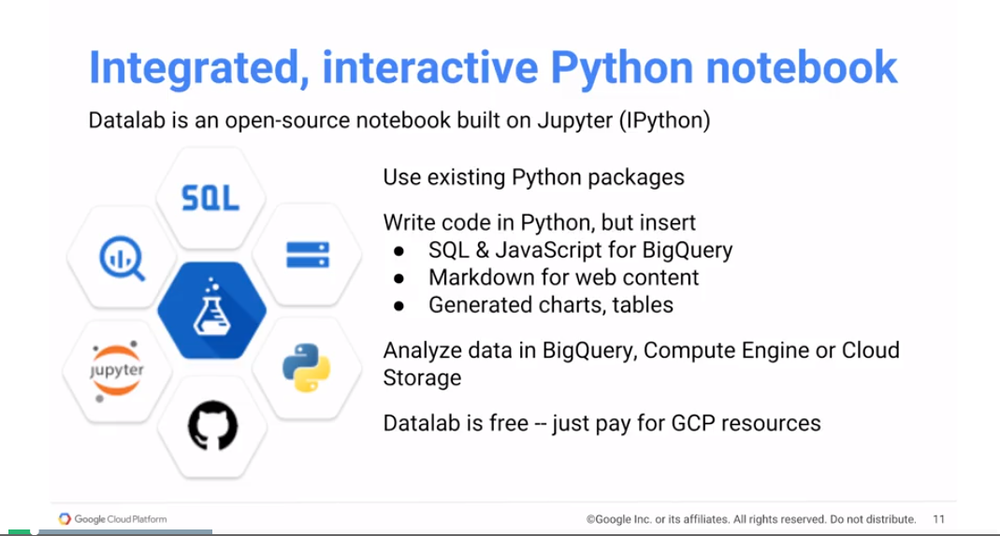 Integrated, interactive Python notebook
Datalab is an open-source notebook built on Jupyter (IPython)
SQL
Use existing Python packages
Write code in Python, but insert
● SQL & JavaScript for BigQuery
● Markdown for web content
● Generated charts, tables
jupyter
Analyze data in BigQuery, Compute Engine or Cloud
Storage
Datalab is free -- just pay for GCP resources
Google Cloud Platform
©Google Inc. or its affiliates. All rights reserved. Do not distribute. 11